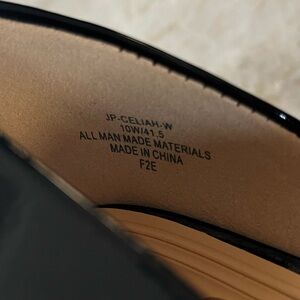 JP-CELIAH-W
10W/41.5
ALL MAN MADE MATERIALS
MADE IN CHINA
F2E